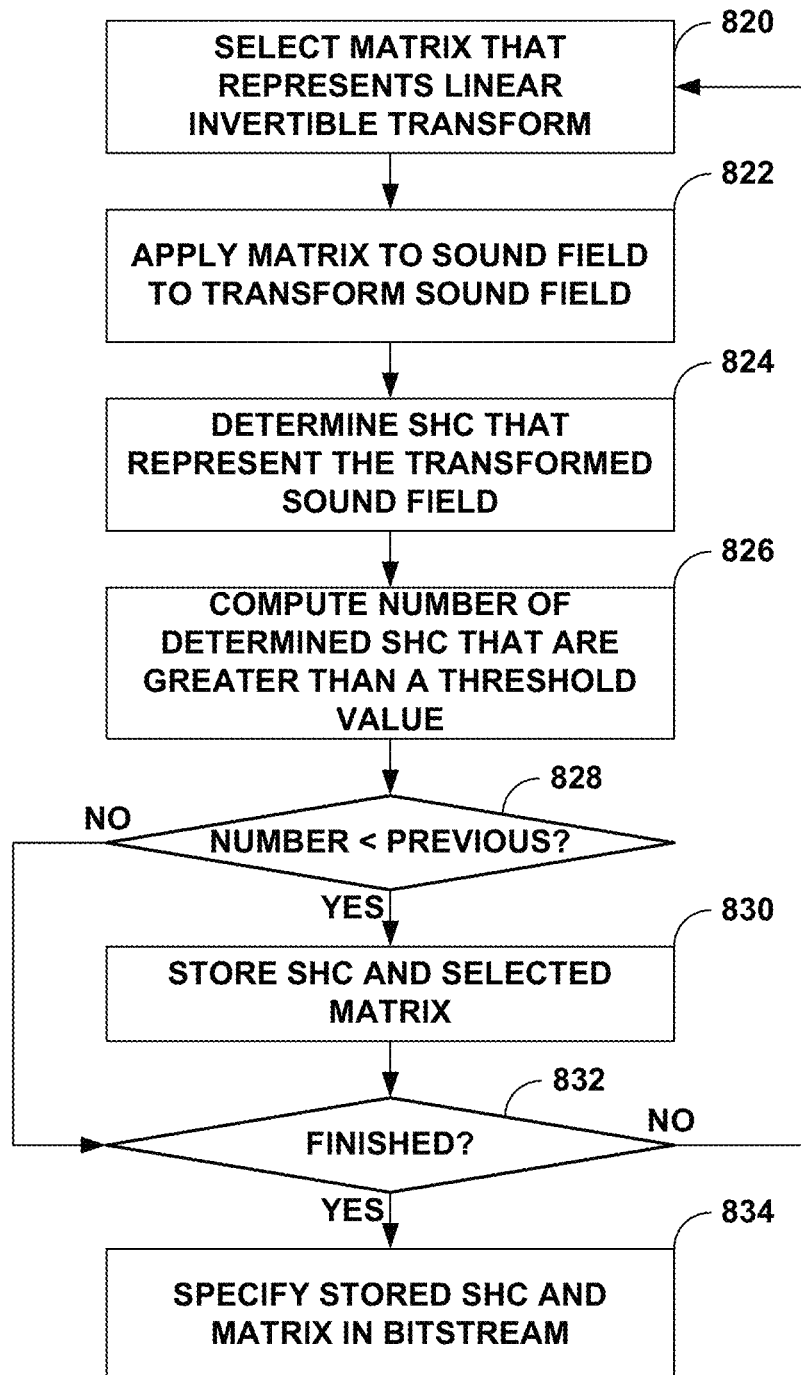 820
SELECT MATRIX THAT
REPRESENTS LINEAR
INVERTIBLE TRANSFORM
822
APPLY MATRIX TO SOUND FIELD
TO TRANSFORM SOUND FIELD
824
DETERMINE SHC THAT
REPRESENT THE TRANSFORMED
SOUND FIELD
826
COMPUTE NUMBER OF
DETERMINED SHC THAT ARE
GREATER THAN A THRESHOLD
VALUE
828
NO
NUMBER < PREVIOUS?
YES
830
STORE SHC AND SELECTED
MATRIX
832
NO
FINISHED?
YES
834
SPECIFY STORED SHC AND
MATRIX IN BITSTREAM